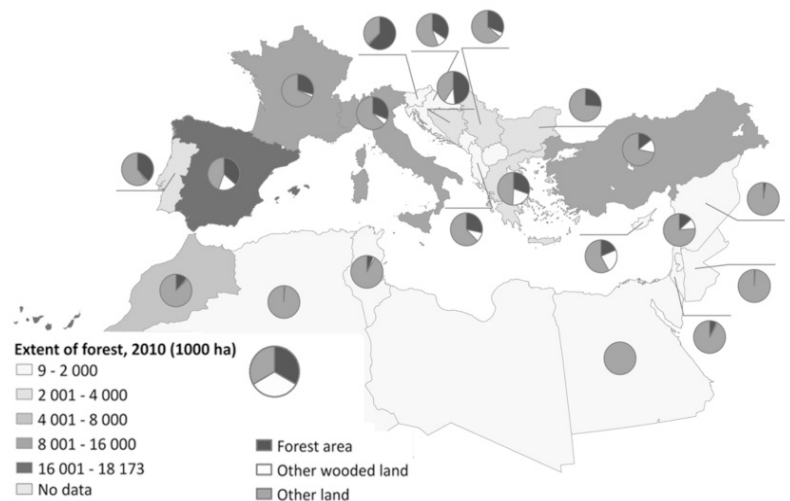 Extent of forest, 2010 (1000 ha)
9 - 2 000
2 001 - 4 000
4 001 - 8 000
8 001 - 16 000
16 001 - 18 173
No data
Forest area
Other wooded land
Other land